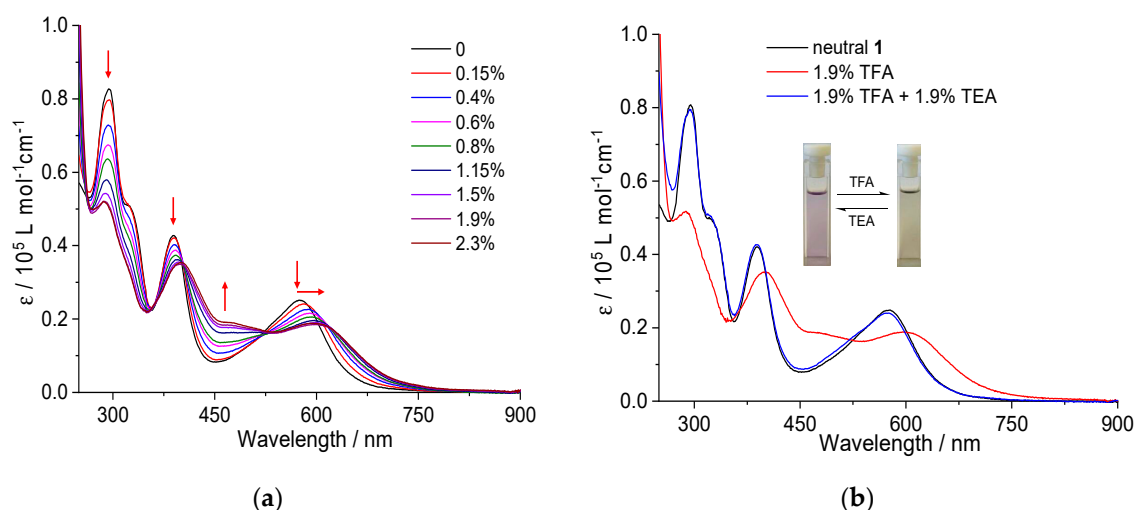 0
0.15%
0.4%
0.6%
0.8%
1.15%
1.5%
1.9%
2.3%
1.0
0.8
0.6
0.4
0.2
0.0
ε / 10⁵ L mol⁻¹cm⁻¹
300 450 600 750 900
Wavelength / nm
(a)
neutral 1
1.9% TFA
1.9% TFA + 1.9% TEA
TFA
TEA
1.0
0.8
0.6
0.4
0.2
0.0
ε / 10⁵ L mol⁻¹cm⁻¹
300 450 600 750 900
Wavelength / nm
(b)